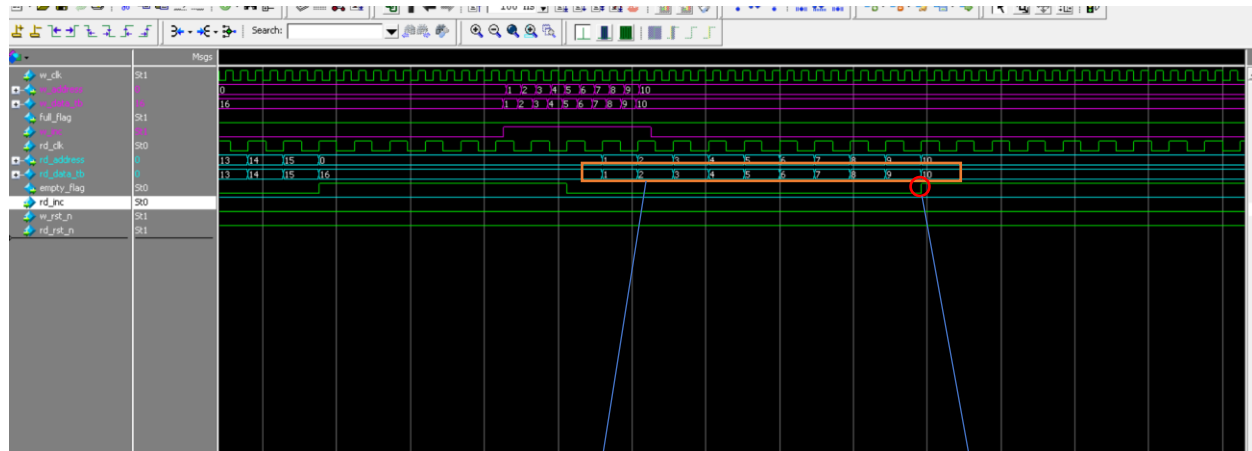 100 ns
Search:
Msgs
w_clk St1
w_address 0 0 1 2 3 4 5 6 7 8 9 10
w_data_tb 16 16 1 2 3 4 5 6 7 8 9 10
full_flag St1
w_inc St1
rd_clk St0
rd_address 0 13 14 15 0 1 2 3 4 5 6 7 8 9 10
rd_data_tb 0 13 14 15 16 1 2 3 4 5 6 7 8 9 10
empty_flag St0
rd_inc St0
w_rst_n St1
rd_rst_n St1